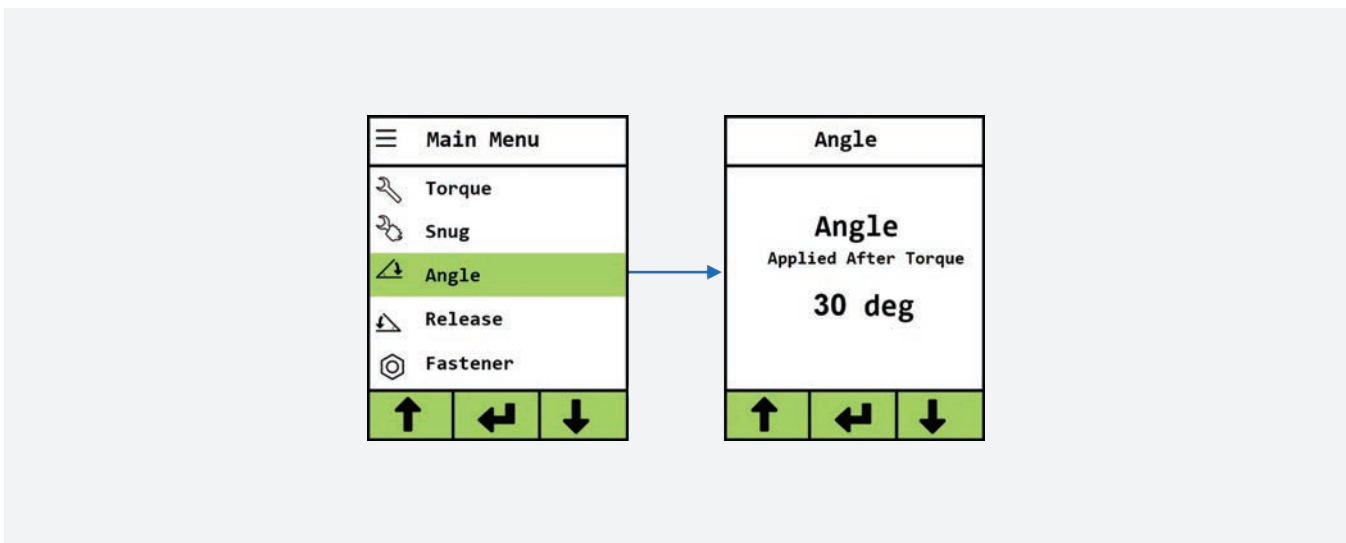 Main Menu
Torque
Snug
Angle
Release
Fastener
Angle
Angle
Applied After Torque
30 deg